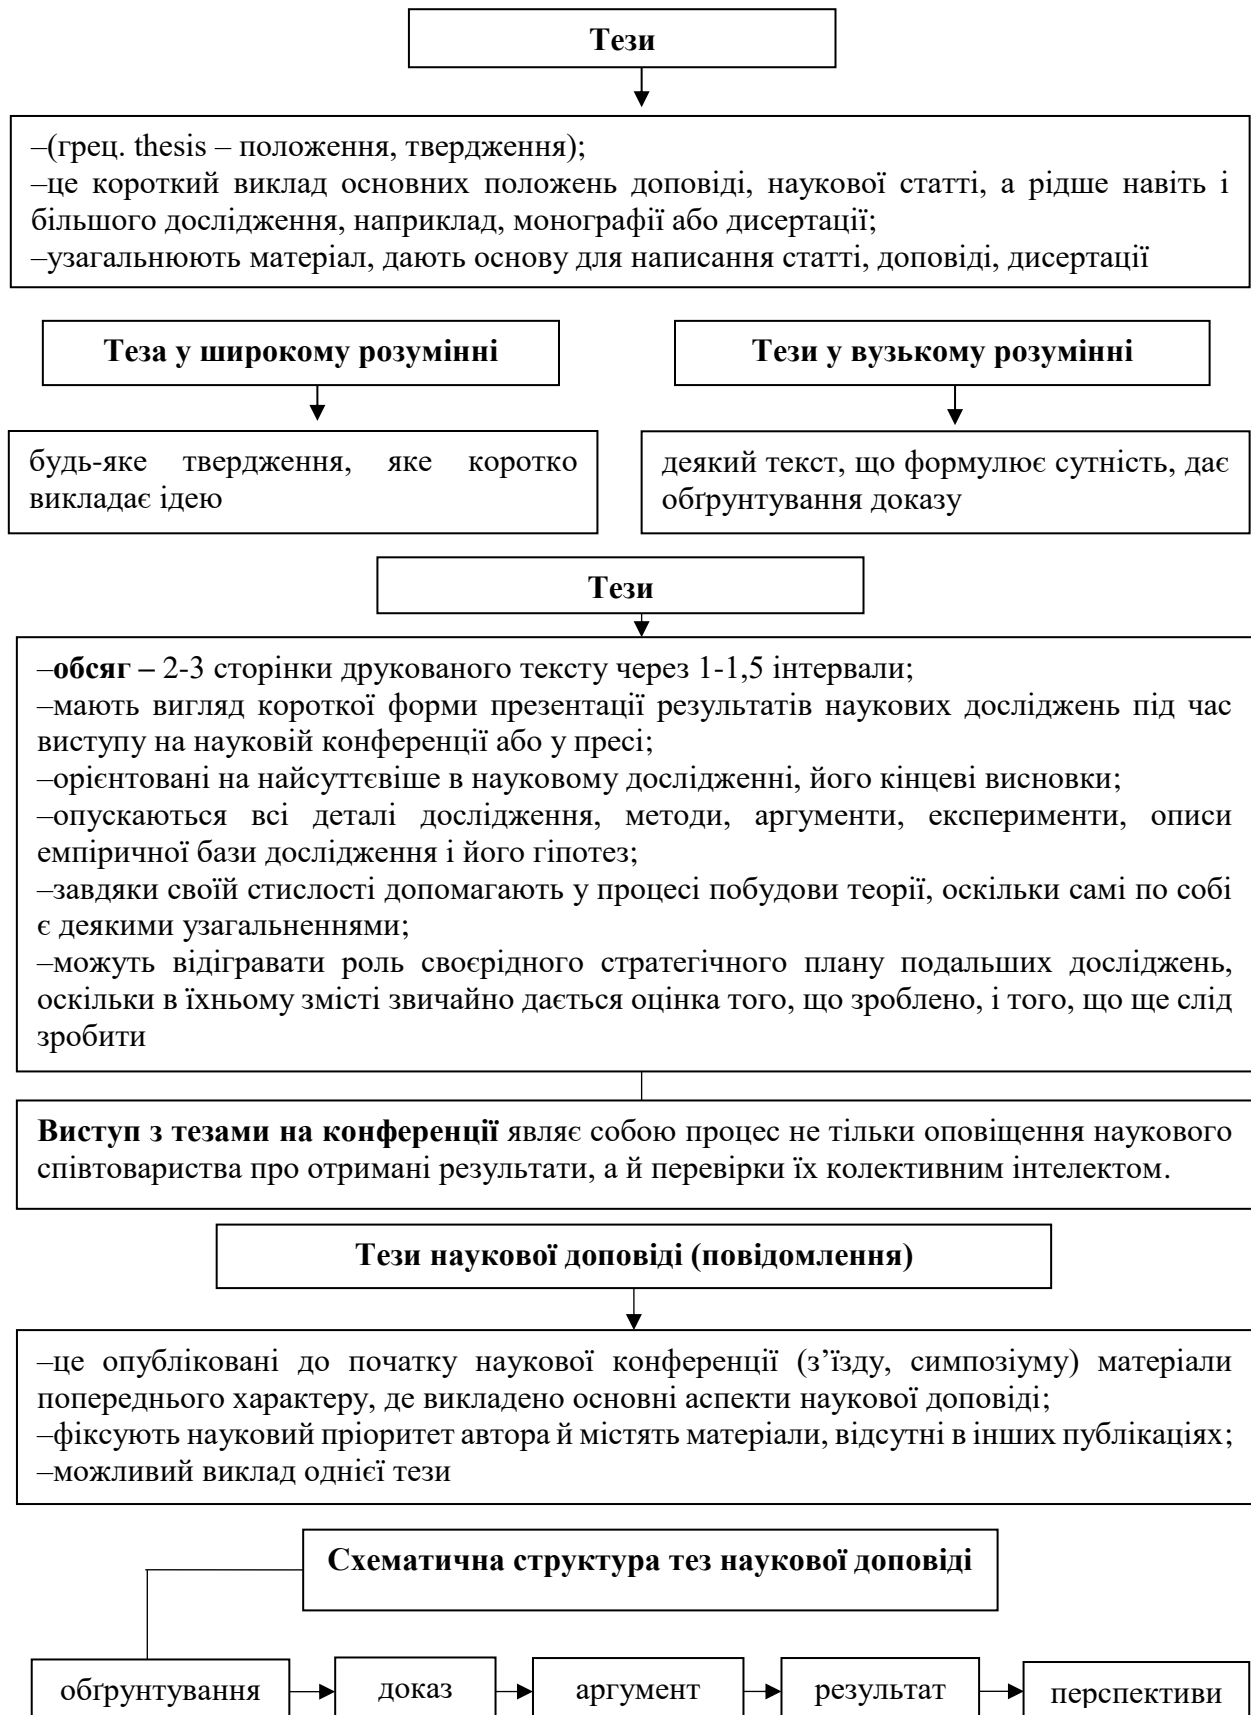 Тези
–(грец. thesis – положення, твердження);
–це короткий виклад основних положень доповіді, наукової статті, а рідше навіть і
більшого дослідження, наприклад, монографії або дисертації;
–узагальнюють матеріал, дають основу для написання статті, доповіді, дисертації
Теза у широкому розумінні
Тези у вузькому розумінні
будь-яке твердження, яке коротко
викладає ідею
деякий текст, що формулює сутність, дає
обґрунтування доказу
Тези
–обсяг – 2-3 сторінки друкованого тексту через 1-1,5 інтервали;
–мають вигляд короткої форми презентації результатів наукових досліджень під час
виступу на науковій конференції або у пресі;
–орієнтовані на найсуттєвіше в науковому дослідженні, його кінцеві висновки;
–опускаються всі деталі дослідження, методи, аргументи, експерименти, описи
емпіричної бази дослідження і його гіпотез;
–завдяки своїй стислості допомагають у процесі побудови теорії, оскільки самі по собі
є деякими узагальненнями;
–можуть відігравати роль своєрідного стратегічного плану подальших досліджень,
оскільки в їхньому змісті звичайно дається оцінка того, що зроблено, і того, що ще слід
зробити
Виступ з тезами на конференції являє собою процес не тільки оповіщення наукового
співтовариства про отримані результати, а й перевірки їх колективним інтелектом.
Тези наукової доповіді (повідомлення)
–це опубліковані до початку наукової конференції (з’їзду, симпозіуму) матеріали
попереднього характеру, де викладено основні аспекти наукової доповіді;
–фіксують науковий пріоритет автора й містять матеріали, відсутні в інших публікаціях;
–можливий виклад однієї тези
Схематична структура тез наукової доповіді
обґрунтування
доказ
аргумент
результат
перспективи